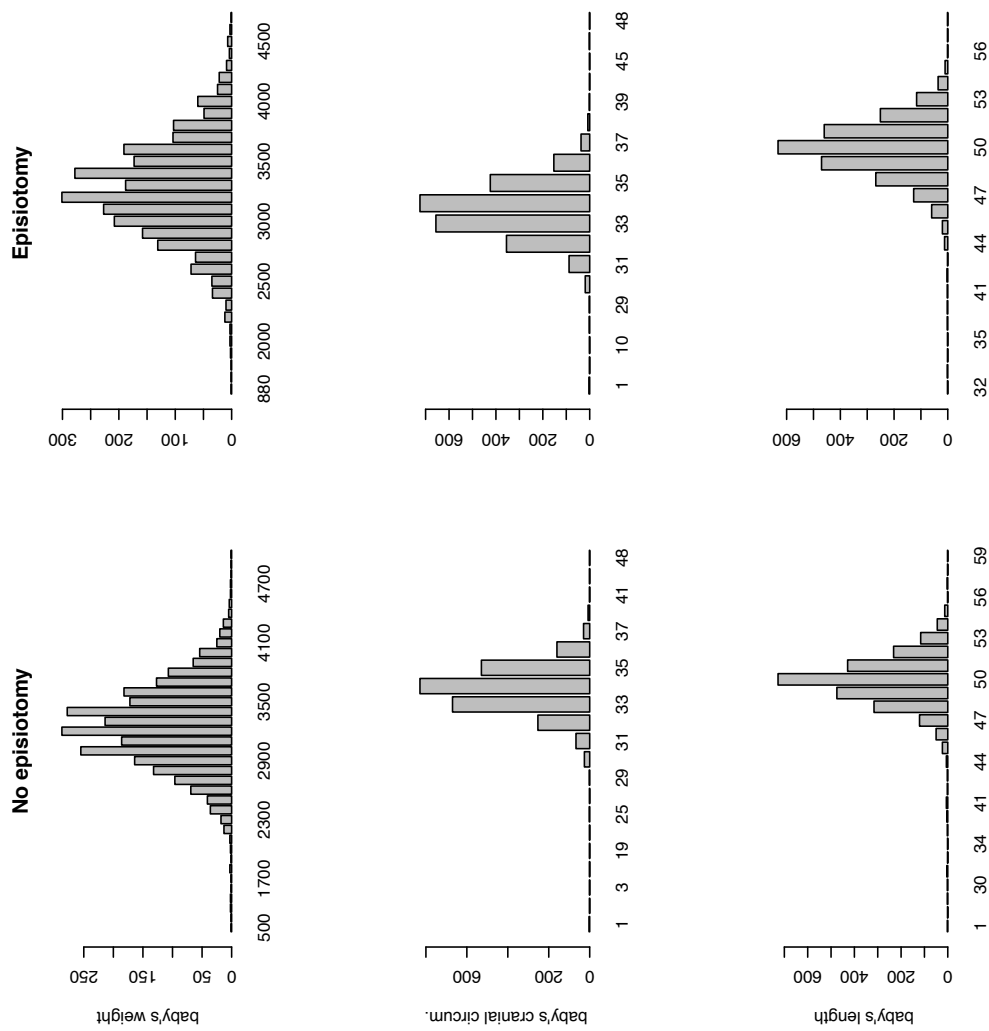 No episiotomy
Episiotomy
baby's weight
0 50 150 250
500 1700 2300 2900 3500 4100 4700
0 100 200 300
880 2000 2500 3000 3500 4000 4500
baby's cranial circum.
0 200 600
1 3 19 25 29 31 33 35 37 41 48
0 200 600
1 10 29 31 33 35 37 39 45 48
baby's length
0 200 400 600
1 30 34 41 44 47 50 53 56 59
0 200 400 600
32 35 41 44 47 50 53 56